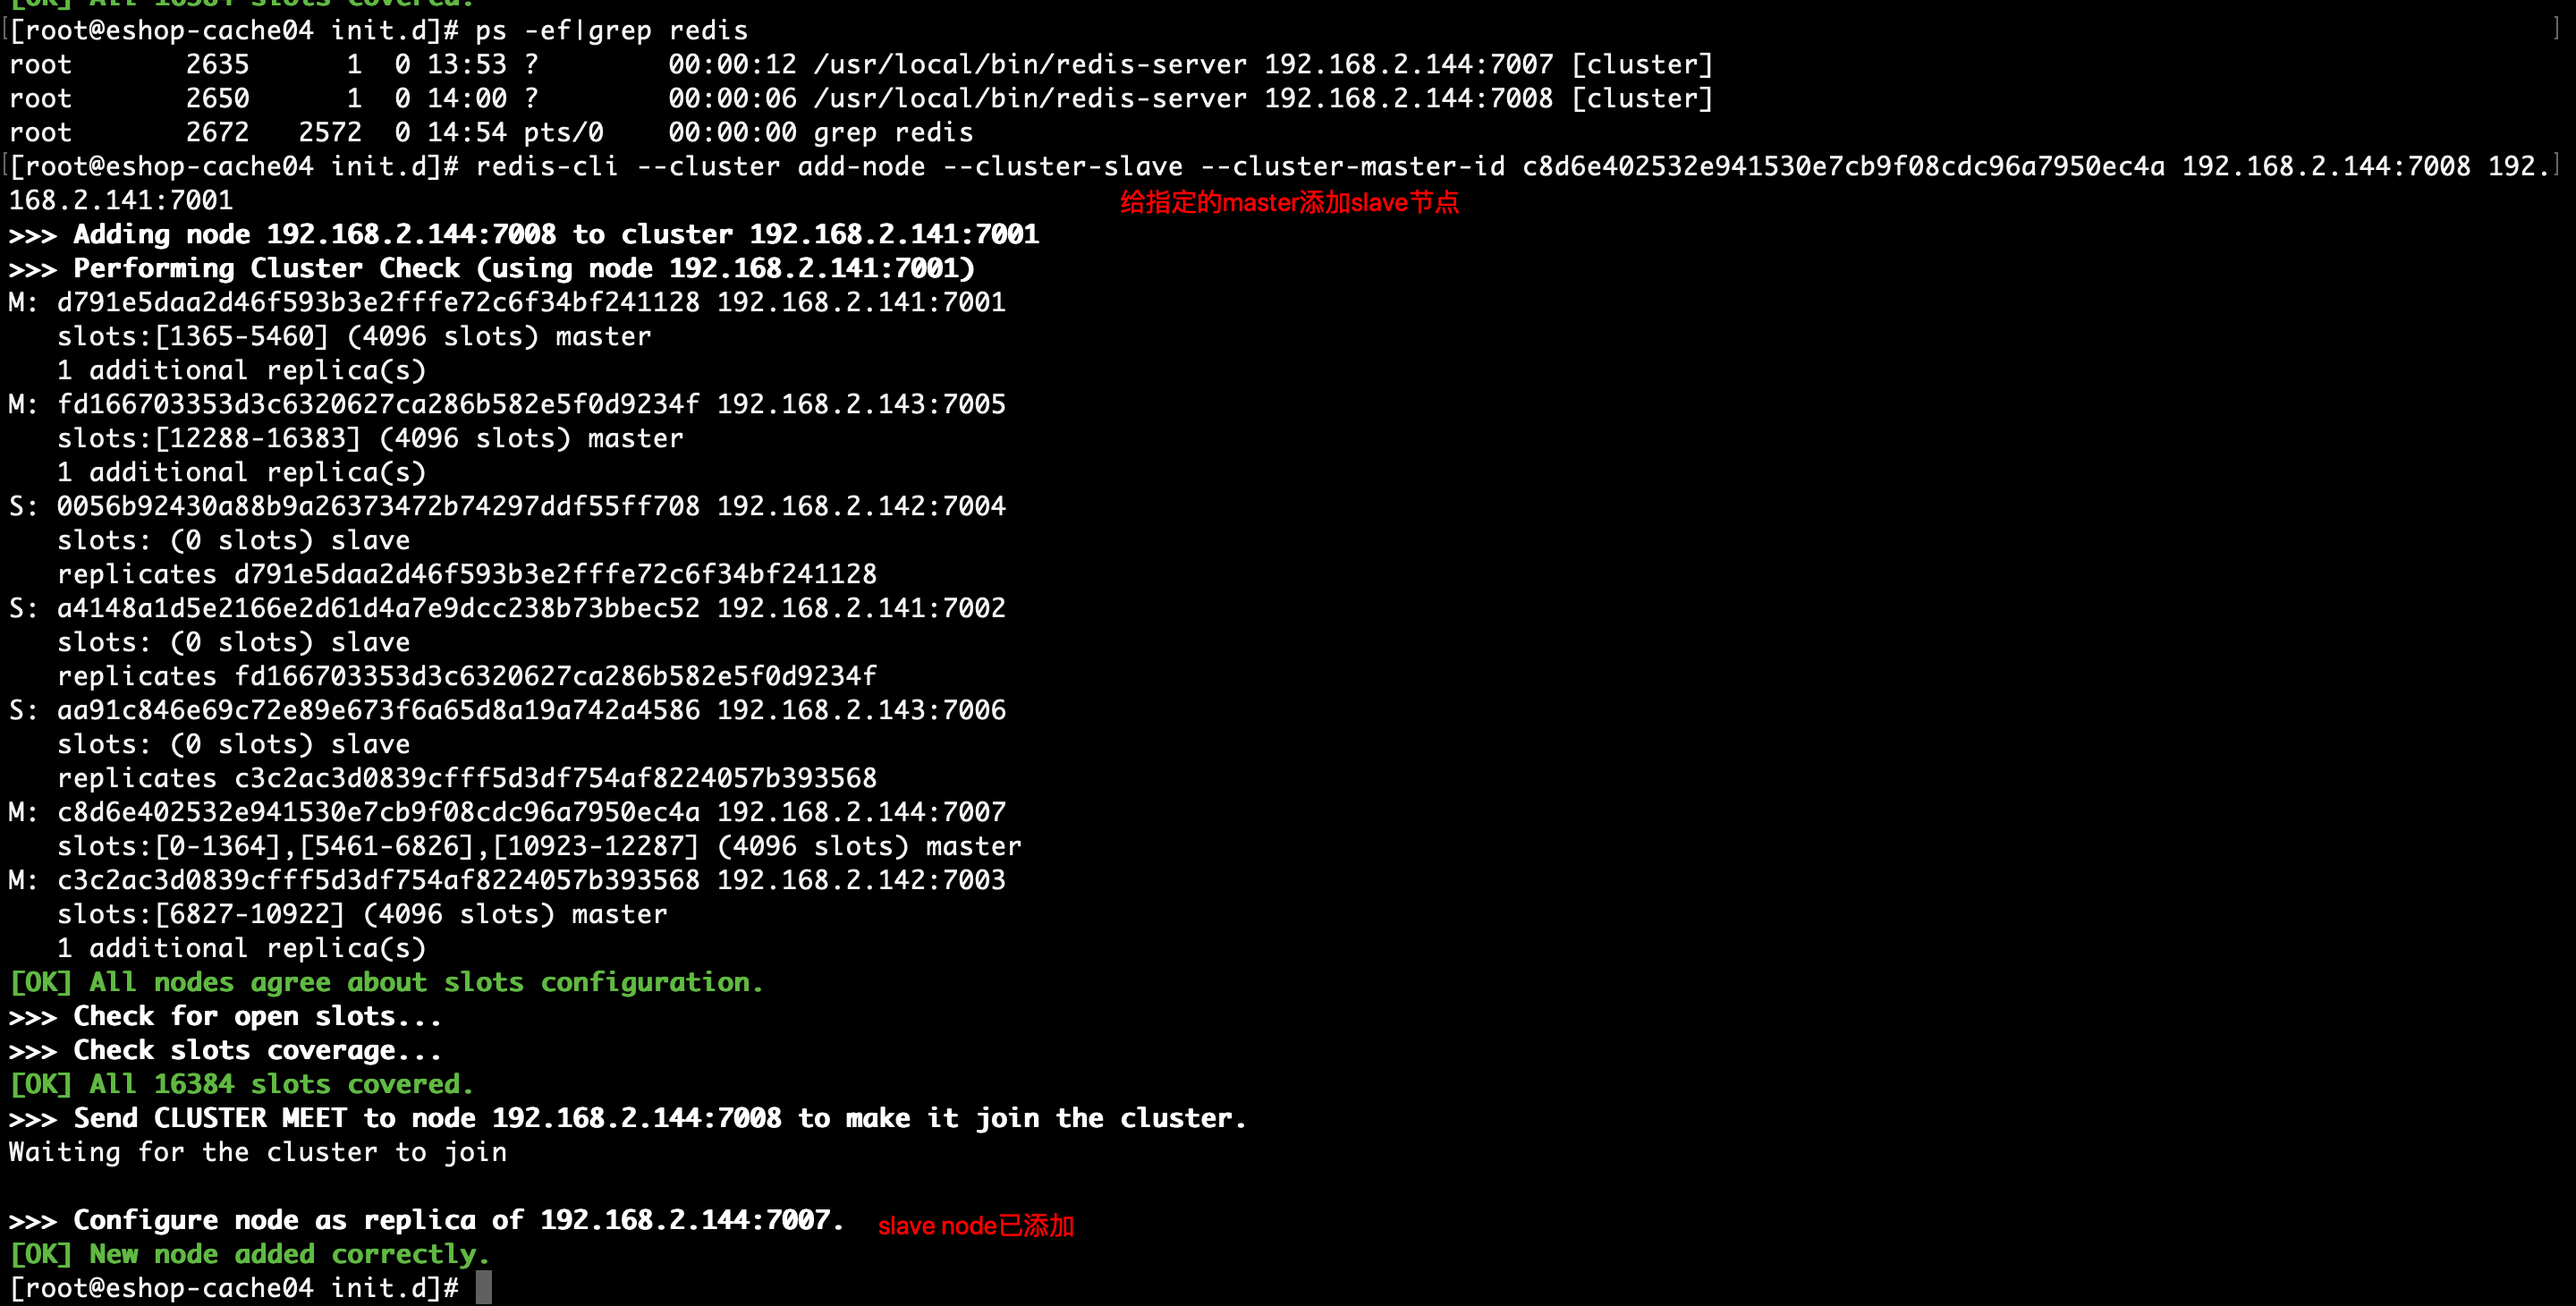 [OK] All 16384 slots covered.
[root@eshop-cache04 init.d]# ps -ef|grep redis
root       2635      1  0 13:53 ?        00:00:12 /usr/local/bin/redis-server 192.168.2.144:7007 [cluster]
root       2650      1  0 14:00 ?        00:00:06 /usr/local/bin/redis-server 192.168.2.144:7008 [cluster]
root       2672   2572  0 14:54 pts/0    00:00:00 grep redis
[root@eshop-cache04 init.d]# redis-cli --cluster add-node --cluster-slave --cluster-master-id c8d6e402532e941530e7cb9f08cdc96a7950ec4a 192.168.2.144:7008 192.
168.2.141:7001
给指定的master添加slave节点
>>> Adding node 192.168.2.144:7008 to cluster 192.168.2.141:7001
>>> Performing Cluster Check (using node 192.168.2.141:7001)
M: d791e5daa2d46f593b3e2fffe72c6f34bf241128 192.168.2.141:7001
   slots:[1365-5460] (4096 slots) master
   1 additional replica(s)
M: fd166703353d3c6320627ca286b582e5f0d9234f 192.168.2.143:7005
   slots:[12288-16383] (4096 slots) master
   1 additional replica(s)
S: 0056b92430a88b9a26373472b74297ddf55ff708 192.168.2.142:7004
   slots: (0 slots) slave
   replicates d791e5daa2d46f593b3e2fffe72c6f34bf241128
S: a4148a1d5e2166e2d61d4a7e9dcc238b73bbec52 192.168.2.141:7002
   slots: (0 slots) slave
   replicates fd166703353d3c6320627ca286b582e5f0d9234f
S: aa91c846e69c72e89e673f6a65d8a19a742a4586 192.168.2.143:7006
   slots: (0 slots) slave
   replicates c3c2ac3d0839cfff5d3df754af8224057b393568
M: c8d6e402532e941530e7cb9f08cdc96a7950ec4a 192.168.2.144:7007
   slots:[0-1364],[5461-6826],[10923-12287] (4096 slots) master
M: c3c2ac3d0839cfff5d3df754af8224057b393568 192.168.2.142:7003
   slots:[6827-10922] (4096 slots) master
   1 additional replica(s)
[OK] All nodes agree about slots configuration.
>>> Check for open slots...
>>> Check slots coverage...
[OK] All 16384 slots covered.
>>> Send CLUSTER MEET to node 192.168.2.144:7008 to make it join the cluster.
Waiting for the cluster to join
>>> Configure node as replica of 192.168.2.144:7007.
slave node已添加
[OK] New node added correctly.
[root@eshop-cache04 init.d]#